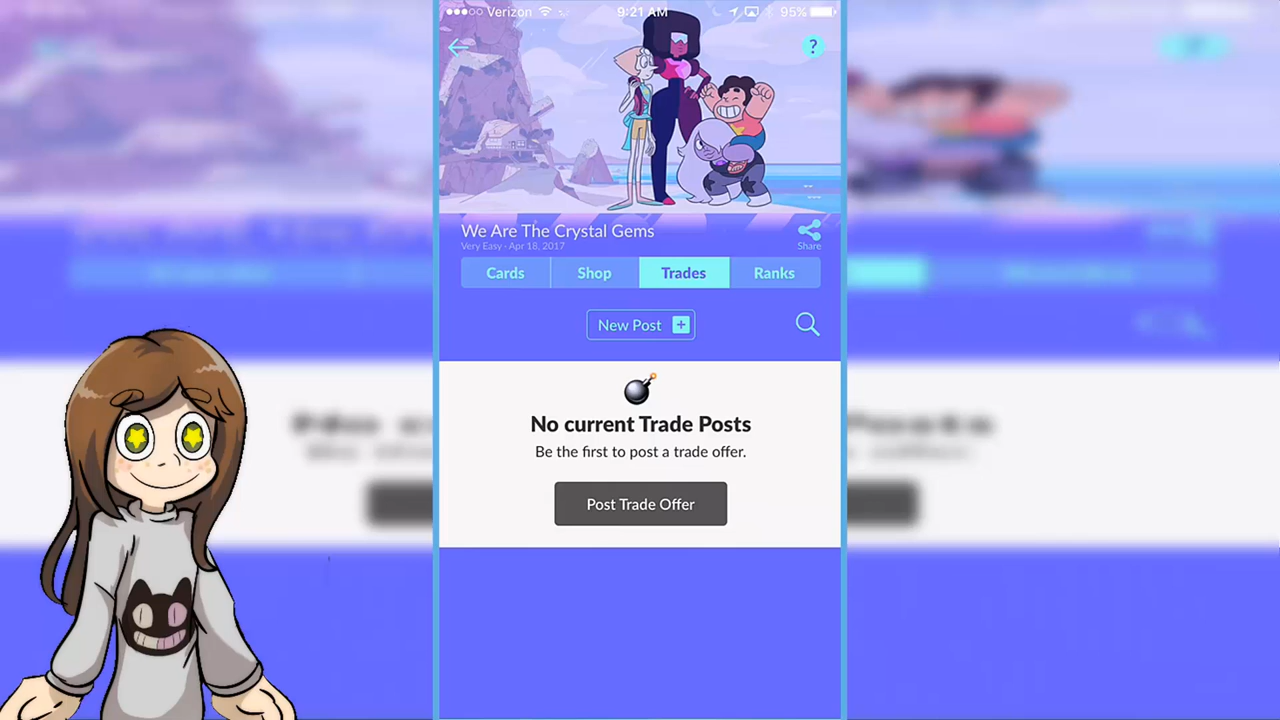 Verizon 9:21 AM 95%
?
We Are The Crystal Gems
Very Easy · Apr 18, 2017
Share
Cards Shop Trades Ranks
New Post +
No current Trade Posts
Be the first to post a trade offer.
Post Trade Offer